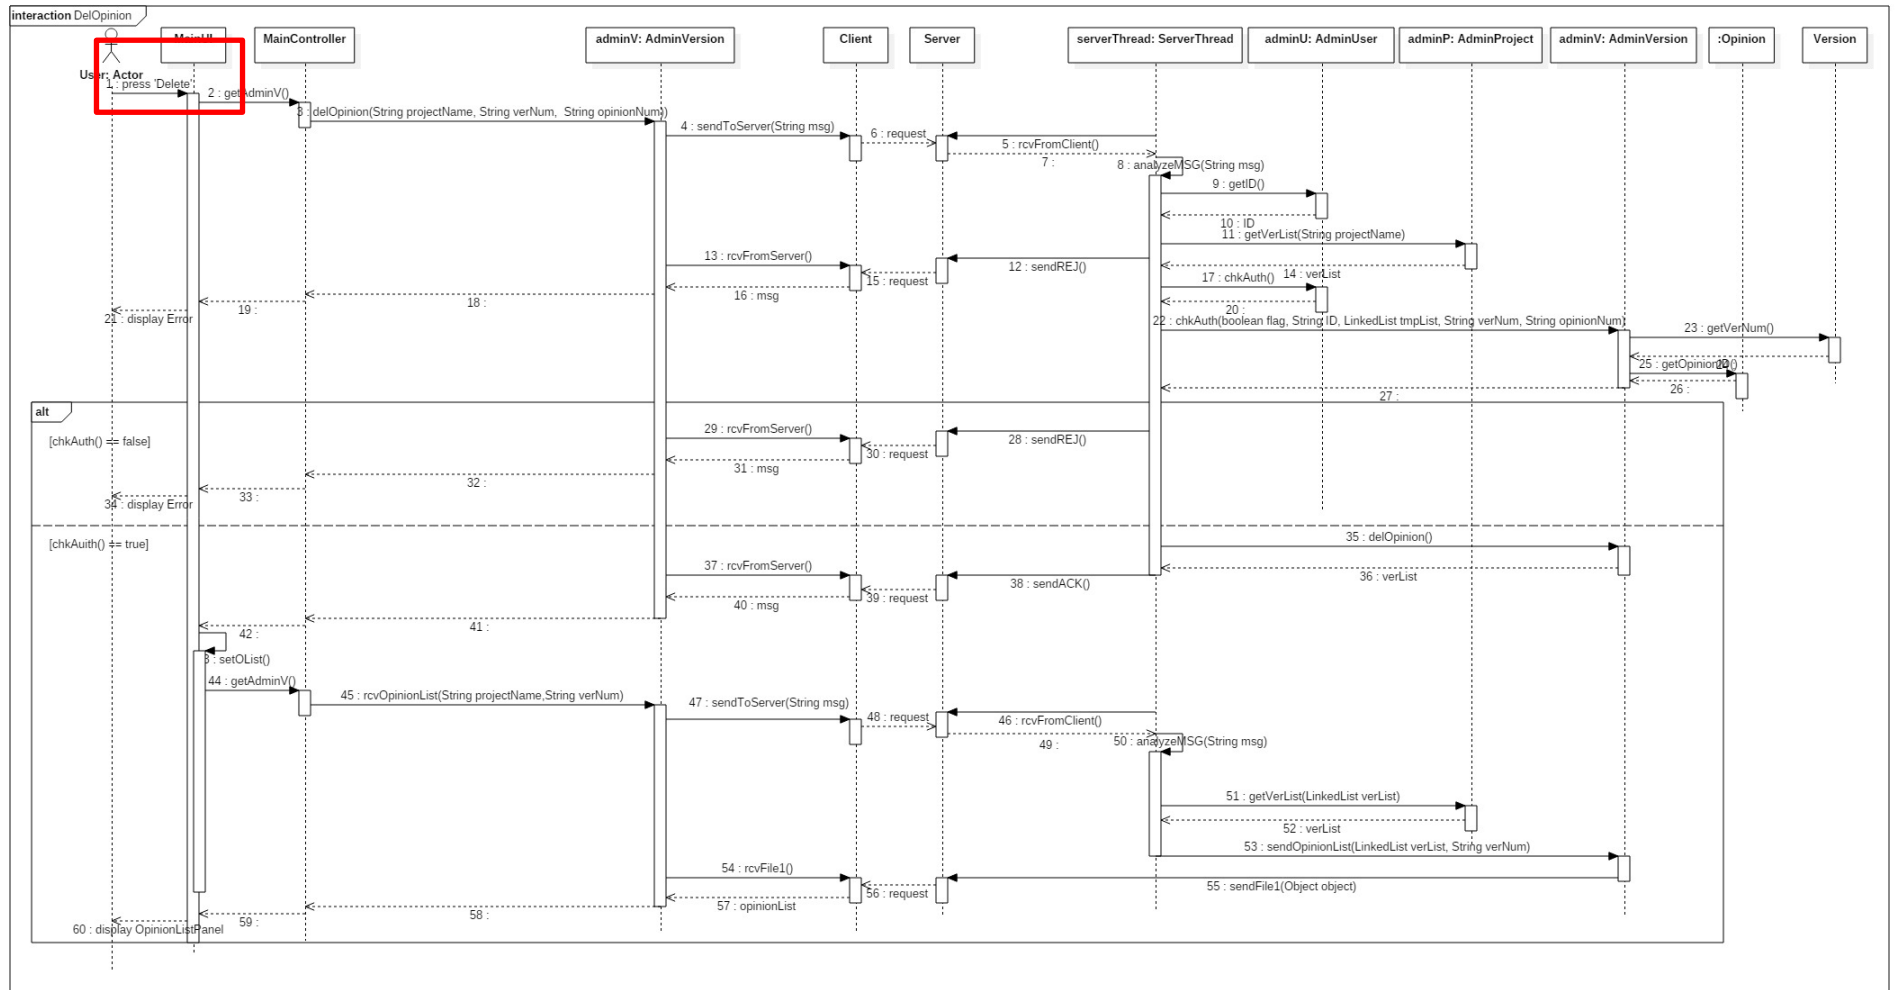 interaction DelOpinion
MainUI
MainController
adminV: AdminVersion
Client
Server
serverThread: ServerThread
adminU: AdminUser
adminP: AdminProject
adminV: AdminVersion
:Opinion
Version
User: Actor
1 : press 'Delete'
2 : getAdminV()
3 : delOpinion(String projectName, String verNum, String opinionNum))
4 : sendToServer(String msg)
6 : request
5 : rcvFromClient()
7 :
8 : analyzeMSG(String msg)
9 : getID()
10 : ID
11 : getVerList(String projectName)
13 : rcvFromServer()
12 : sendREJ()
14 : verList
15 : request
17 : chkAuth()
16 : msg
18 :
19 :
20 :
21 : display Error
22 : chkAuth(boolean flag, String ID, LinkedList tmpList, String verNum, String opinionNum)
23 : getVerNum()
25 : getOpinionID()
26 :
27 :
alt
[chkAuth() == false]
29 : rcvFromServer()
28 : sendREJ()
30 : request
31 : msg
32 :
33 :
34 : display Error
[chkAuith() == true]
35 : delOpinion()
37 : rcvFromServer()
36 : verList
38 : sendACK()
39 : request
40 : msg
41 :
42 :
3 : setOList()
44 : getAdminV()
45 : rcvOpinionList(String projectName,String verNum)
47 : sendToServer(String msg)
48 : request
46 : rcvFromClient()
49 :
50 : analyzeMSG(String msg)
51 : getVerList(LinkedList verList)
52 : verList
53 : sendOpinionList(LinkedList verList, String verNum)
54 : rcvFile1()
55 : sendFile1(Object object)
56 : request
57 : opinionList
58 :
59 :
60 : display OpinionListPanel